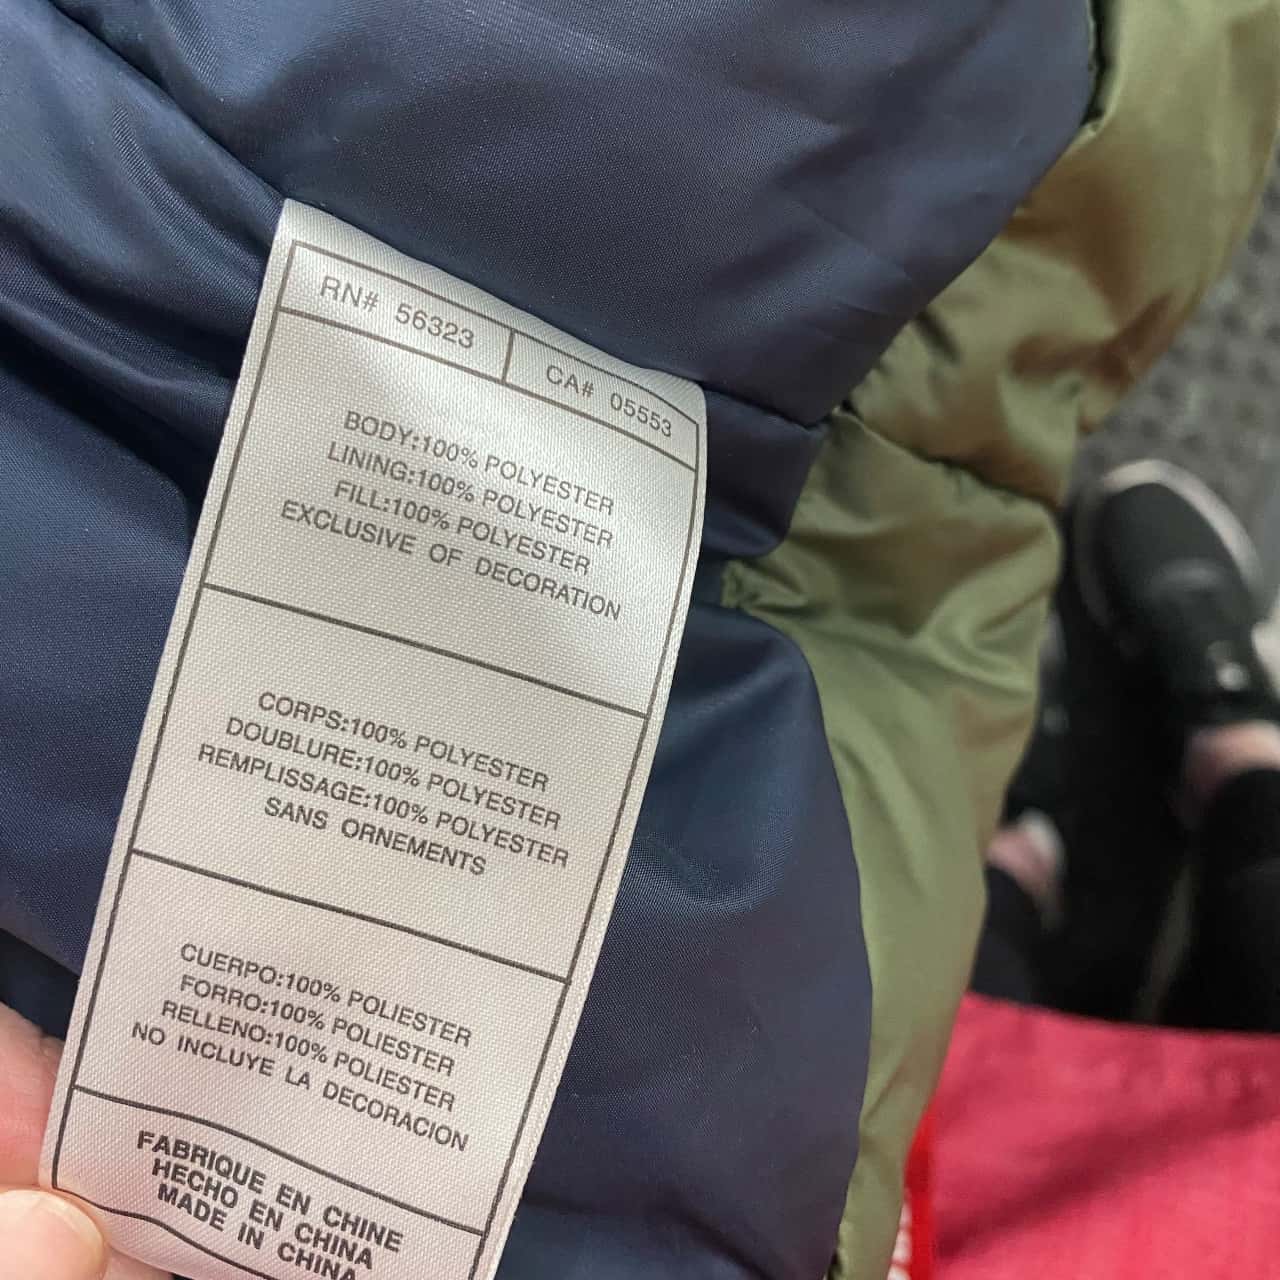 RN# 56323
CA# 05553
BODY:100% POLYESTER
LINING:100% POLYESTER
FILL:100% POLYESTER
EXCLUSIVE OF DECORATION
CORPS:100% POLYESTER
DOUBLURE:100% POLYESTER
REMPLISSAGE:100% POLYESTER
SANS ORNEMENTS
CUERPO:100% POLIESTER
FORRO:100% POLIESTER
RELLENO:100% POLIESTER
NO INCLUYE LA DECORACION
FABRIQUE EN CHINE
HECHO EN CHINA
MADE IN CHINA